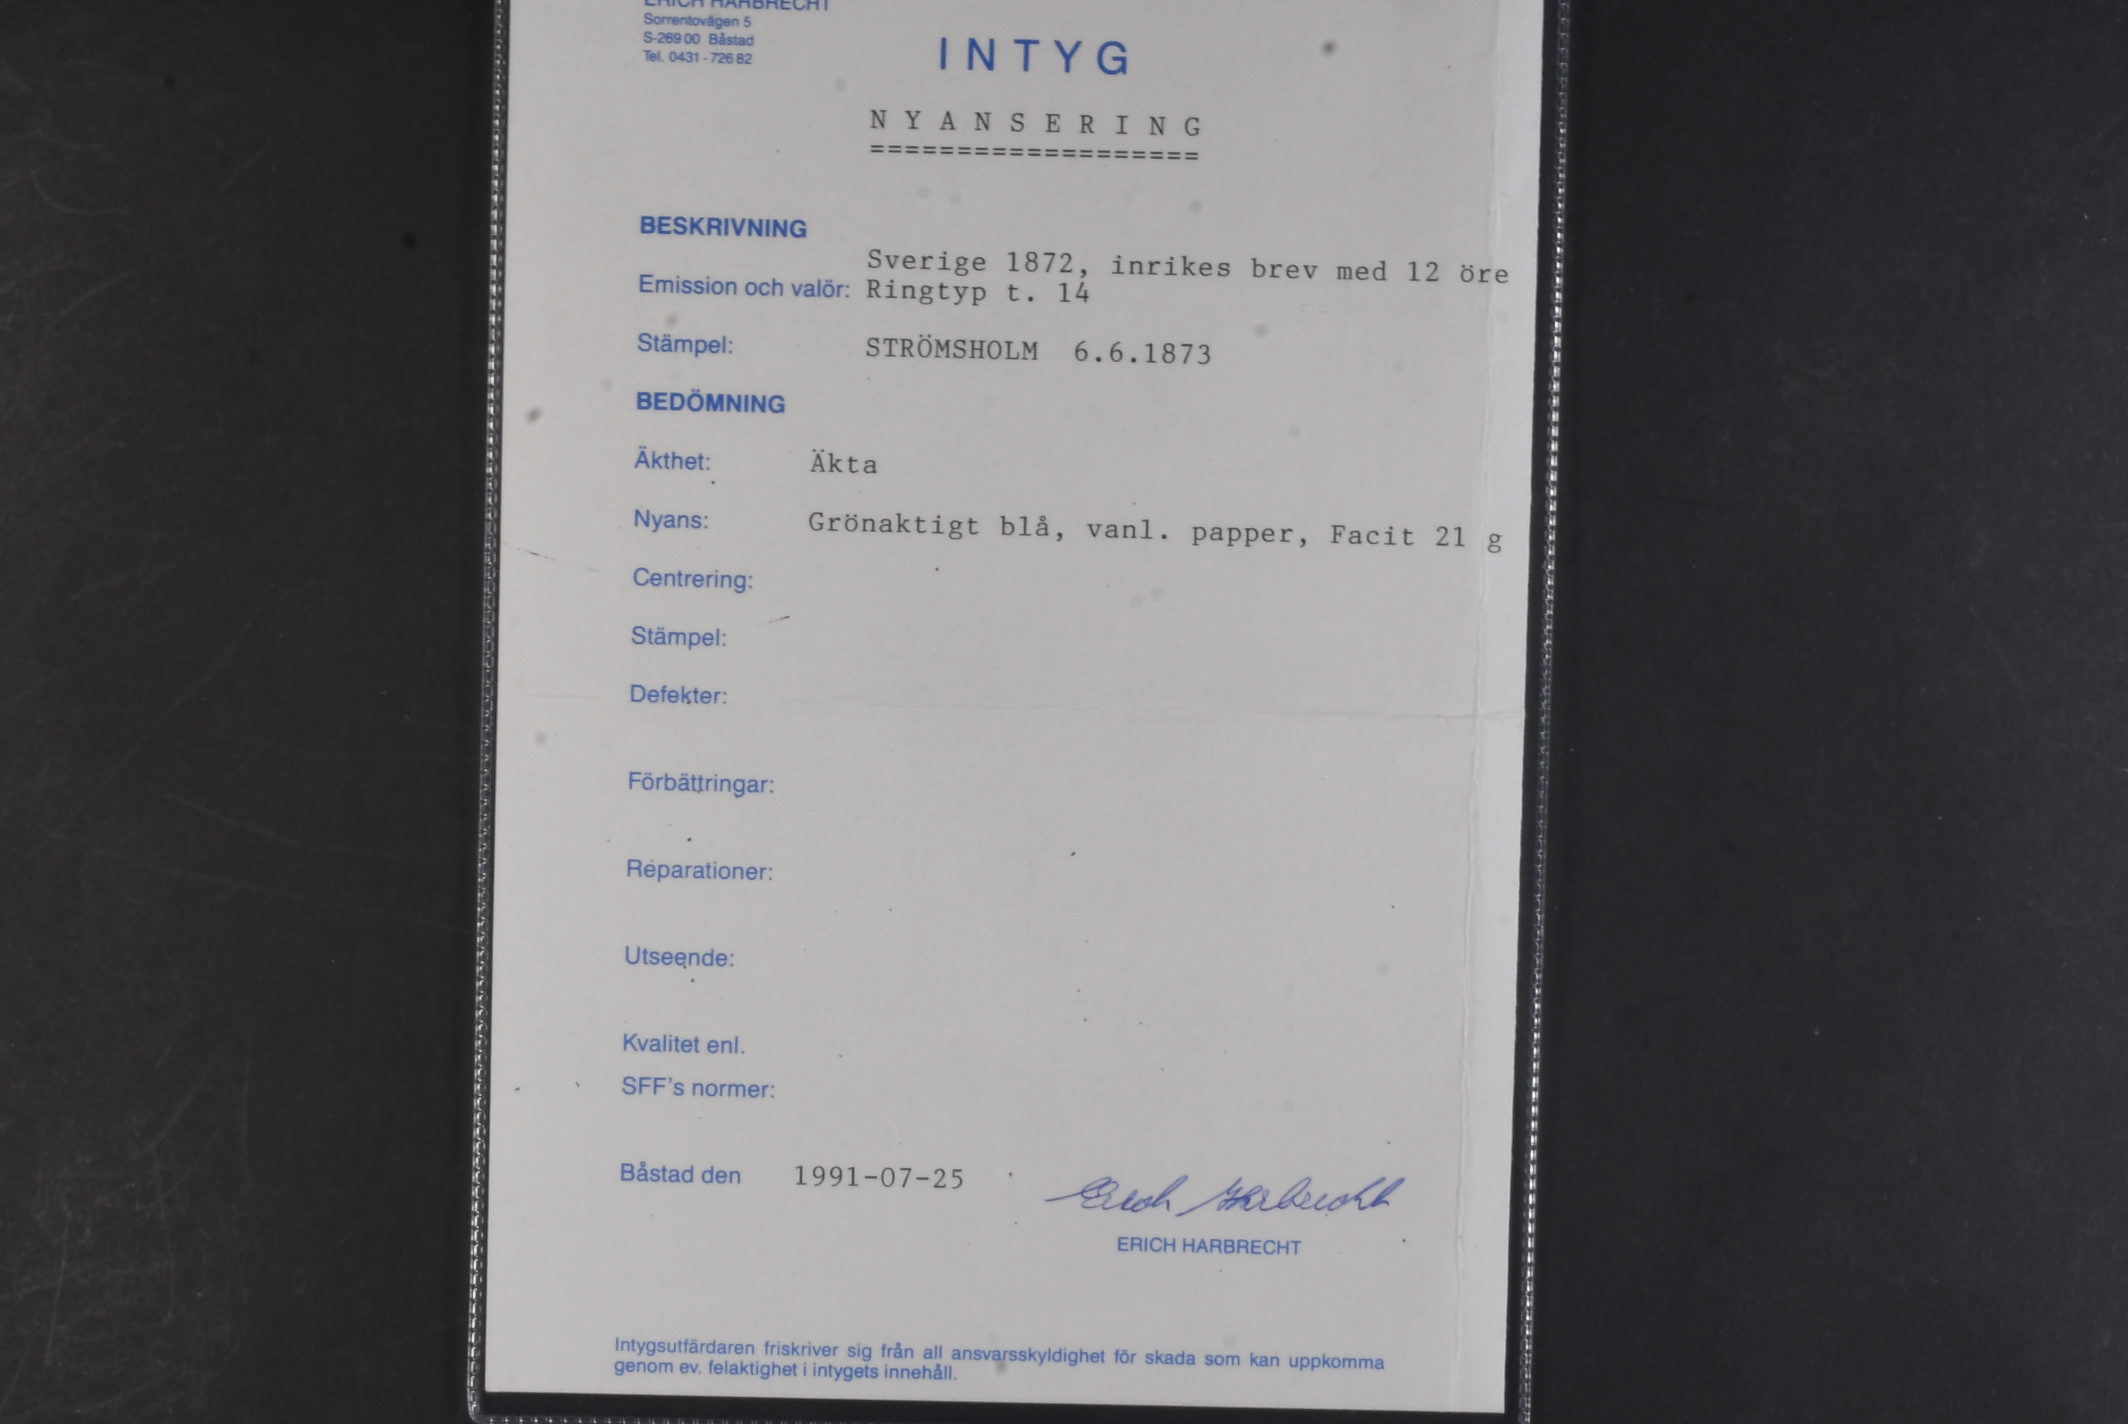 ERICH HARBRECHT
Sorrentovägen 5
S-269 00 Båstad
Tel. 0431 - 726 82
INTYG
NYANSERING
===================
BESKRIVNING
Sverige 1872, inrikes brev med 12 öre
Emission och valör: Ringtyp t. 14
Stämpel: STRÖMSHOLM 6.6.1873
BEDÖMNING
Äkthet: Äkta
Nyans: Grönaktigt blå, vanl. papper, Facit 21 g
Centrering:
Stämpel:
Defekter:
Förbättringar:
Reparationer:
Utseende:
Kvalitet enl.
SFF's normer:
Båstad den 1991-07-25
Erich Harbrecht
ERICH HARBRECHT
Intygsutfärdaren friskriver sig från all ansvarsskyldighet för skada som kan uppkomma
genom ev. felaktighet i intygets innehåll.